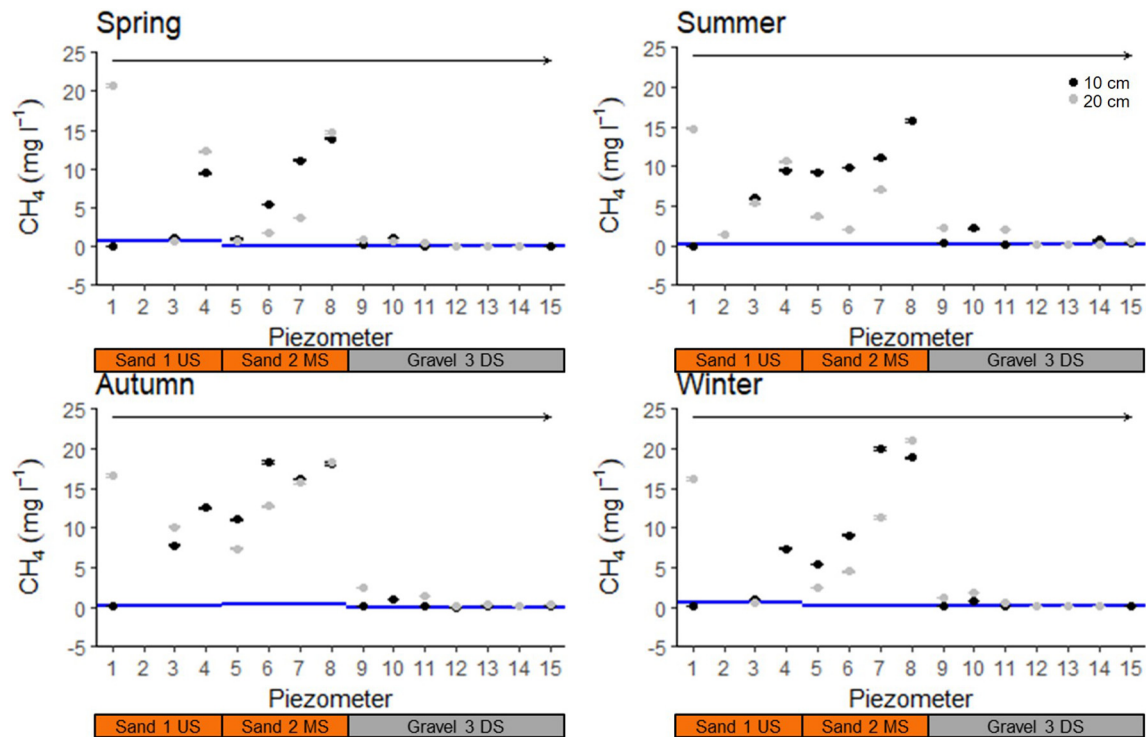 Spring
Summer
25
20
15
10
5
0
-5
CH₄ (mg l⁻¹)
1 2 3 4 5 6 7 8 9 10 11 12 13 14 15
Piezometer
Sand 1 US Sand 2 MS Gravel 3 DS
25
20
15
10
5
0
-5
CH₄ (mg l⁻¹)
10 cm
20 cm
1 2 3 4 5 6 7 8 9 10 11 12 13 14 15
Piezometer
Sand 1 US Sand 2 MS Gravel 3 DS
Autumn
Winter
25
20
15
10
5
0
-5
CH₄ (mg l⁻¹)
1 2 3 4 5 6 7 8 9 10 11 12 13 14 15
Piezometer
Sand 1 US Sand 2 MS Gravel 3 DS
25
20
15
10
5
0
-5
CH₄ (mg l⁻¹)
1 2 3 4 5 6 7 8 9 10 11 12 13 14 15
Piezometer
Sand 1 US Sand 2 MS Gravel 3 DS